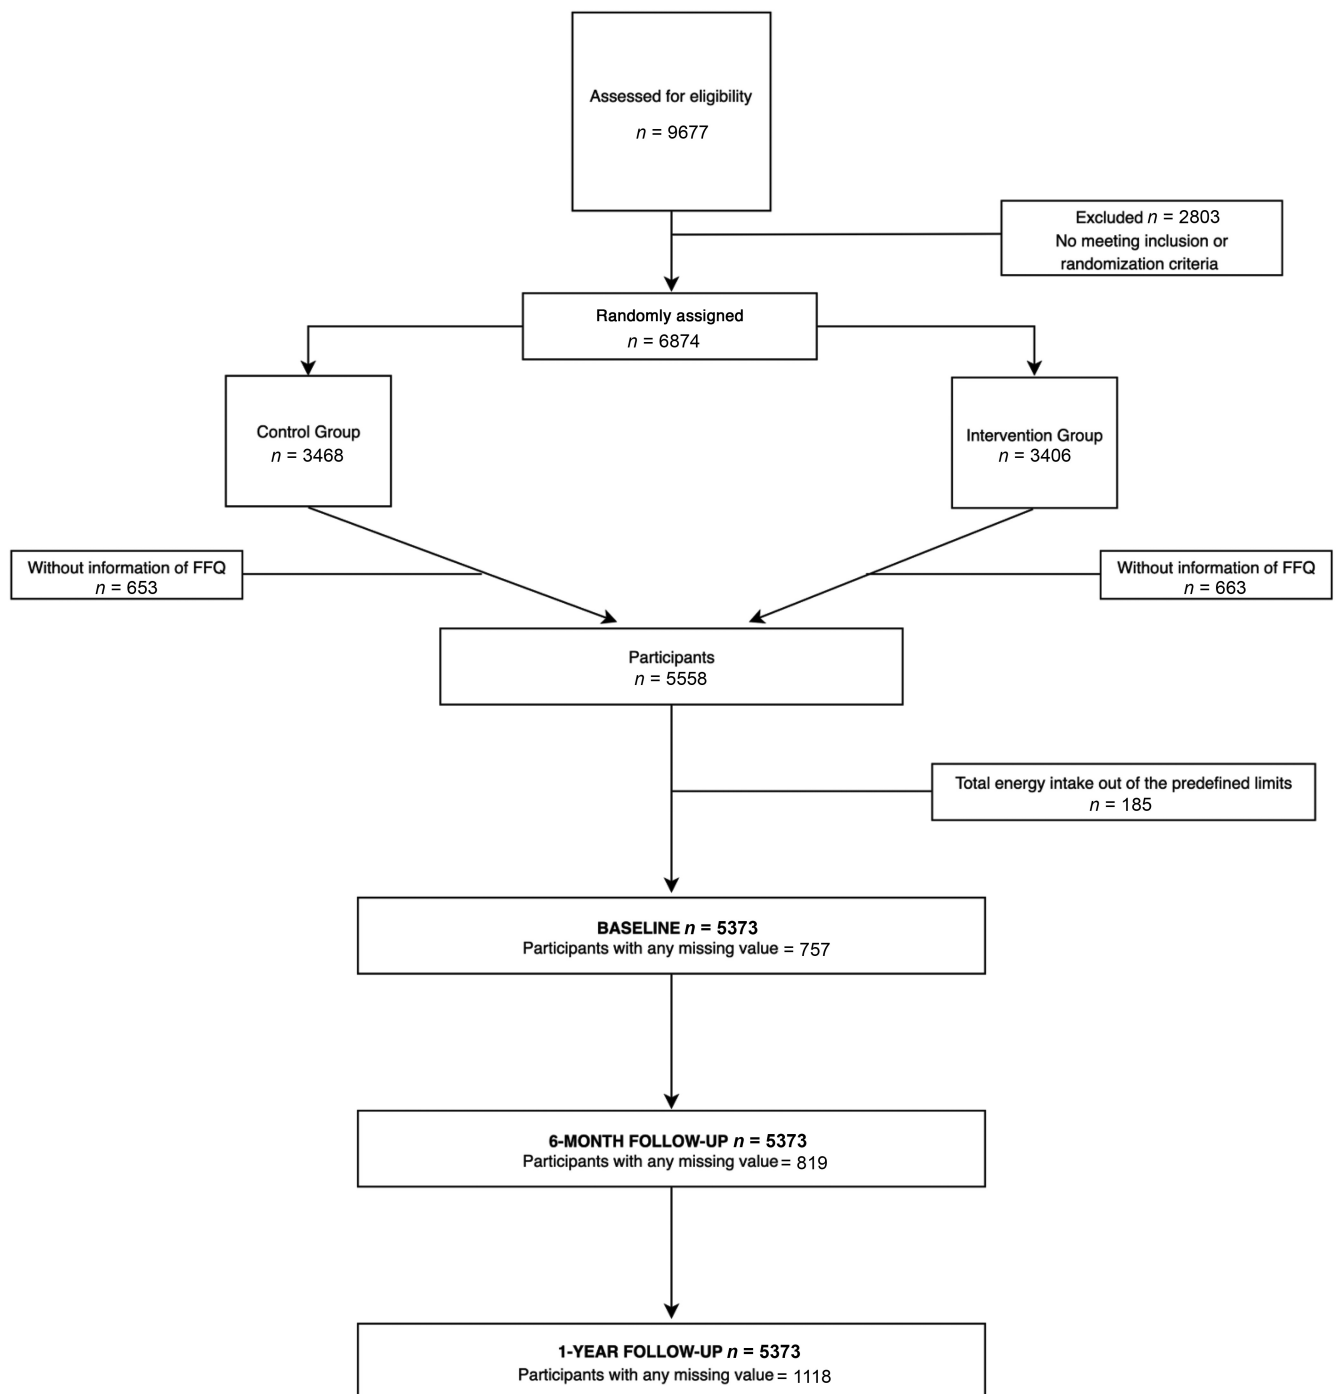 Assessed for eligibility
n = 9677
Excluded n = 2803
No meeting inclusion or
randomization criteria
Randomly assigned
n = 6874
Control Group
n = 3468
Intervention Group
n = 3406
Without information of FFQ
n = 653
Without information of FFQ
n = 663
Participants
n = 5558
Total energy intake out of the predefined limits
n = 185
BASELINE n = 5373
Participants with any missing value = 757
6-MONTH FOLLOW-UP n = 5373
Participants with any missing value = 819
1-YEAR FOLLOW-UP n = 5373
Participants with any missing value = 1118